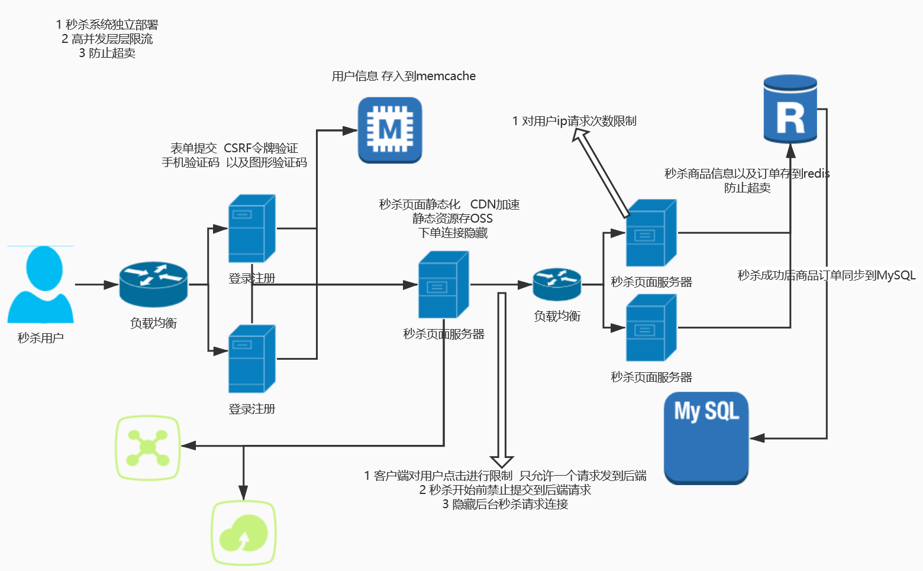 1 秒杀系统独立部署
2 高并发层层限流
3 防止超卖
用户信息 存入到memcache
M
R
1 对用户ip请求次数限制
表单提交 CSRF令牌验证
手机验证码 以及图形验证码
秒杀商品信息以及订单存到redis
防止超卖
秒杀页面静态化 CDN加速
静态资源存OSS
下单连接隐藏
登录注册
秒杀页面服务器
秒杀成功后商品订单同步到MySQL
负载均衡
负载均衡
秒杀用户
秒杀页面服务器
秒杀页面服务器
登录注册
My SQL
1 客户端对用户点击进行限制 只允许一个请求发到后端
2 秒杀开始前禁止提交到后端请求
3 隐藏后台秒杀请求连接